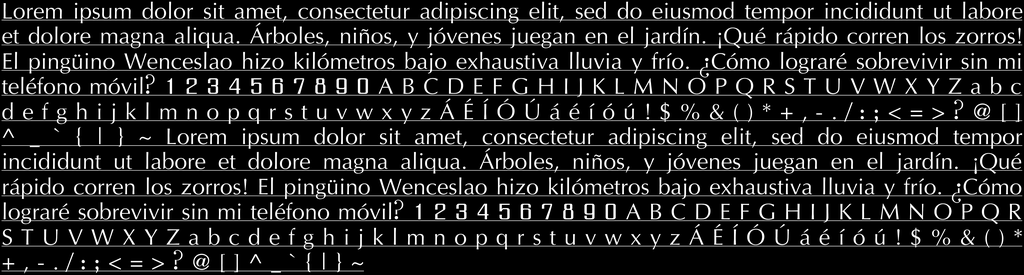 Lorem ipsum dolor sit amet, consectetur adipiscing elit, sed do eiusmod tempor incididunt ut labore
et dolore magna aliqua. Árboles, niños, y jóvenes juegan en el jardín. ¡Qué rápido corren los zorros!
El pingüino Wenceslao hizo kilómetros bajo exhaustiva lluvia y frío. ¿Cómo lograré sobrevivir sin mi
teléfono móvil? 1 2 3 4 5 6 7 8 9 0 A B C D E F G H I J K L M N O P Q R S T U V W X Y Z a b c
d e f g h i j k l m n o p q r s t u v w x y z Á É Í Ó Ú á é í ó ú ! $ % & ( ) * + , - . / : ; < = > ? @ [ ]
^ _ ` { | } ~ Lorem ipsum dolor sit amet, consectetur adipiscing elit, sed do eiusmod tempor
incididunt ut labore et dolore magna aliqua. Árboles, niños, y jóvenes juegan en el jardín. ¡Qué
rápido corren los zorros! El pingüino Wenceslao hizo kilómetros bajo exhaustiva lluvia y frío. ¿Cómo
lograré sobrevivir sin mi teléfono móvil? 1 2 3 4 5 6 7 8 9 0 A B C D E F G H I J K L M N O P Q R
S T U V W X Y Z a b c d e f g h i j k l m n o p q r s t u v w x y z Á É Í Ó Ú á é í ó ú ! $ % & ( ) *
+ , - . / : ; < = > ? @ [ ] ^ _ ` { | } ~